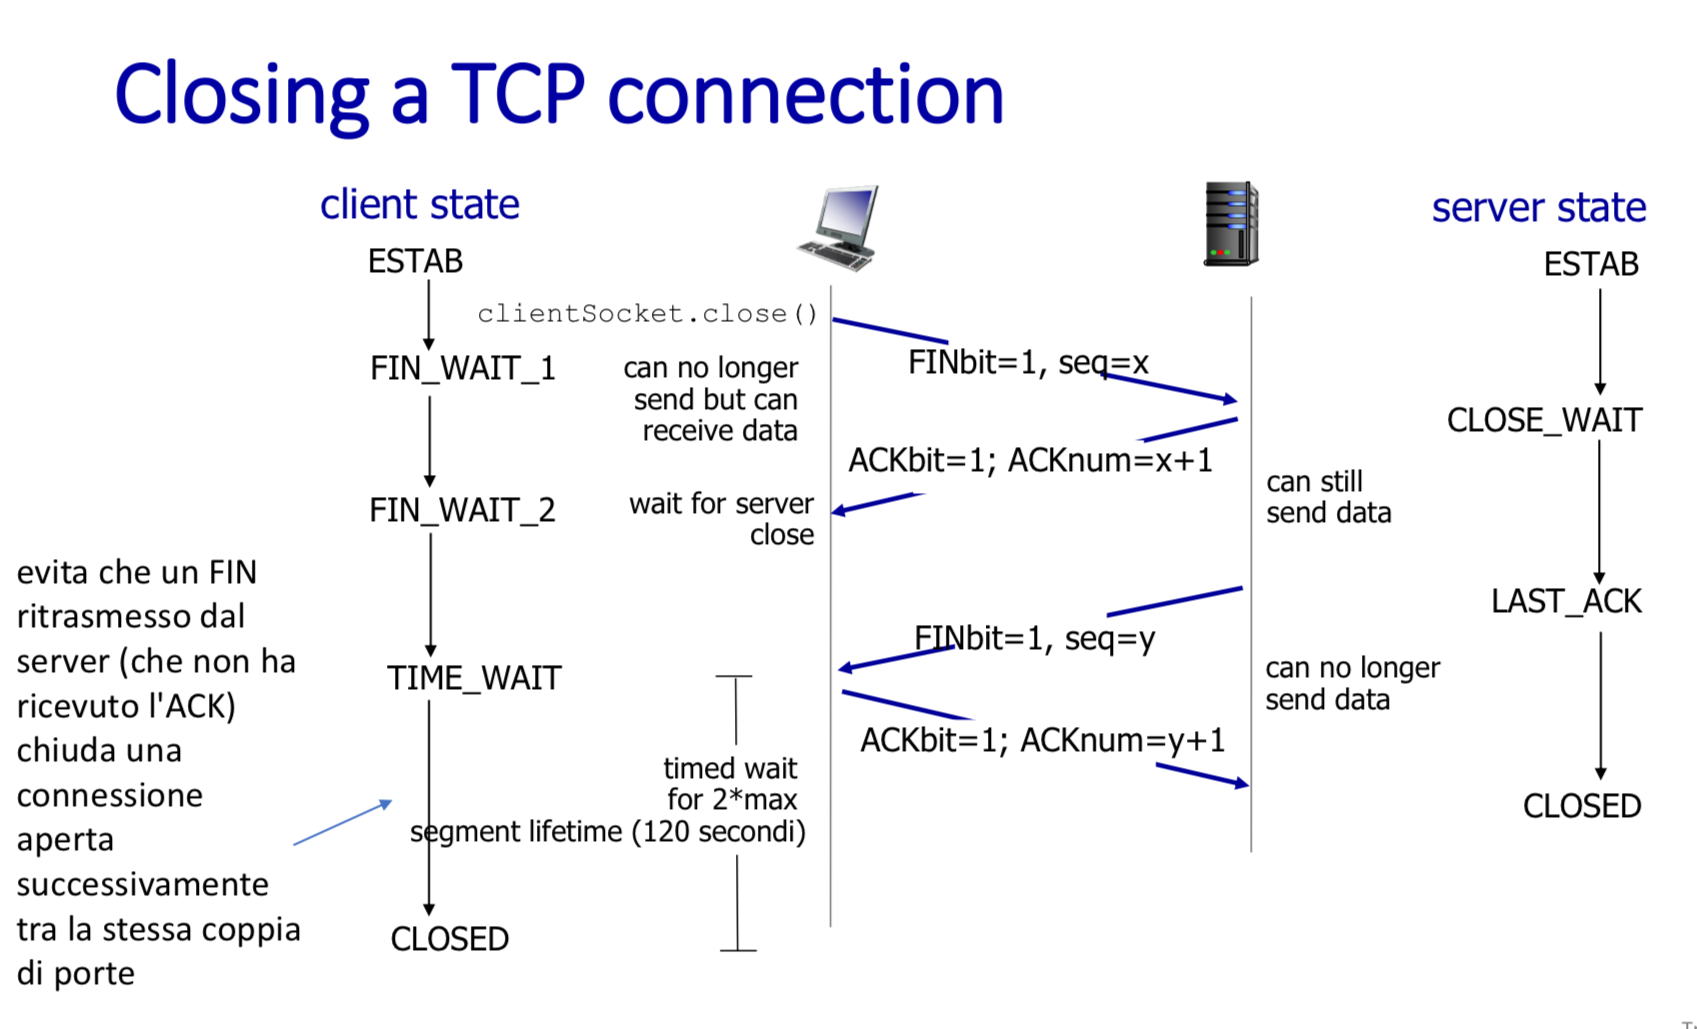 Closing a TCP connection
client state
server state
ESTAB
ESTAB
clientSocket.close()
FIN_WAIT_1
can no longer
send but can
receive data
FINbit=1, seq=x
CLOSE_WAIT
ACKbit=1; ACKnum=x+1
can still
send data
FIN_WAIT_2
wait for server
close
evita che un FIN
ritrasmesso dal
server (che non ha
ricevuto l'ACK)
chiuda una
connessione
aperta
successivamente
tra la stessa coppia
di porte
LAST_ACK
FINbit=1, seq=y
can no longer
send data
TIME_WAIT
ACKbit=1; ACKnum=y+1
timed wait
for 2*max
segment lifetime (120 secondi)
CLOSED
CLOSED